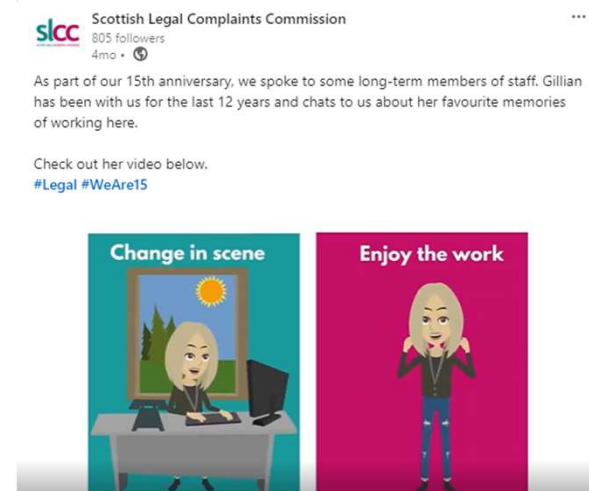 slcc
Scottish Legal Complaints Commission
805 followers
4mo •
As part of our 15th anniversary, we spoke to some long-term members of staff. Gillian
has been with us for the last 12 years and chats to us about her favourite memories
of working here.
Check out her video below.
#Legal #WeAre15
Change in scene
Enjoy the work